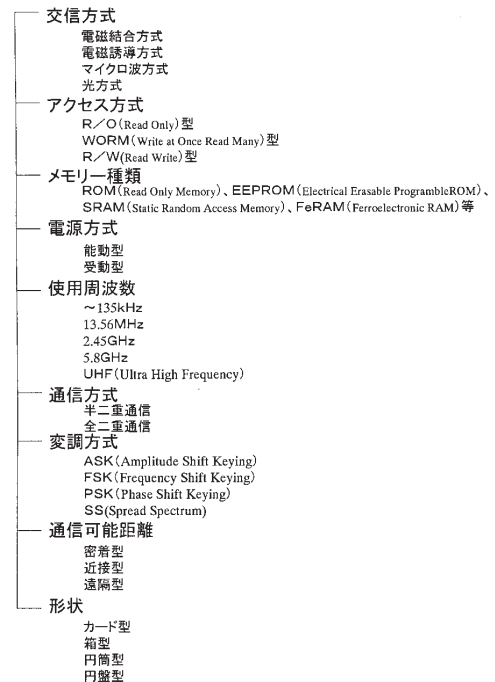 交信方式
電磁結合方式
電磁誘導方式
マイクロ波方式
光方式
アクセス方式
R/O(Read Only)型
WORM(Write at Once Read Many)型
R/W(Read Write)型
メモリー種類
ROM(Read Only Memory)、EEPROM(Electrical Erasable ProgrambleROM)、
SRAM(Static Random Access Memory)、FeRAM(Ferroelectronic RAM)等
電源方式
能動型
受動型
使用周波数
～135kHz
13.56MHz
2.45GHz
5.8GHz
UHF(Ultra High Frequency)
通信方式
半二重通信
全二重通信
変調方式
ASK(Amplitude Shift Keying)
FSK(Frequency Shift Keying)
PSK(Phase Shift Keying)
SS(Spread Spectrum)
通信可能距離
密着型
近接型
遠隔型
形状
カード型
箱型
円筒型
円盤型